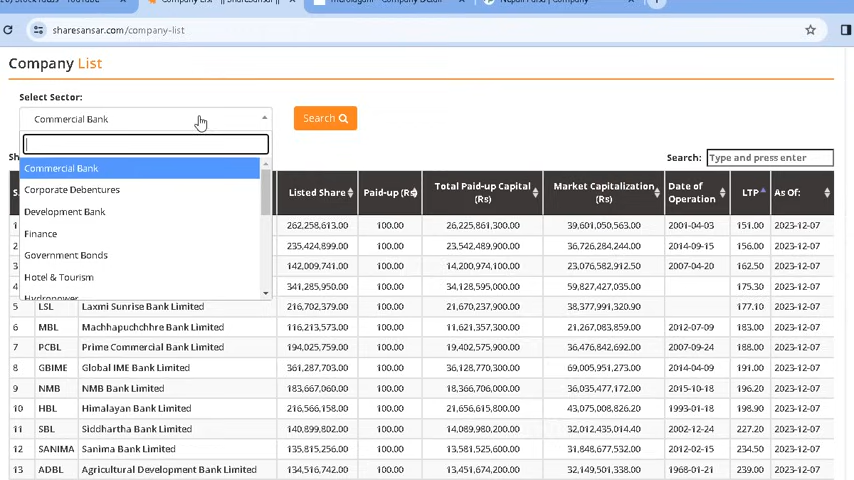 sharesansar.com/company-list
Company List
Select Sector:
Commercial Bank
Search
Search: Type and press enter
Commercial Bank
Corporate Debentures
Development Bank
Finance
Government Bonds
Hotel & Tourism
Hydropower
Listed Share Paid-up (Rs) Total Paid-up Capital (Rs) Market Capitalization (Rs) Date of Operation LTP As Of:
1 262,258,613.00 100.00 26,225,861,300.00 39,601,050,563.00 2001-04-03 151.00 2023-12-07
2 235,424,899.00 100.00 23,542,489,900.00 36,726,284,244.00 2014-09-15 156.00 2023-12-07
3 142,009,741.00 100.00 14,200,974,100.00 23,076,582,912.50 2007-04-20 162.50 2023-12-07
4 341,285,950.00 100.00 34,128,595,000.00 59,827,427,035.00 175.30 2023-12-07
5 LSL Laxmi Sunrise Bank Limited 216,702,379.00 100.00 21,670,237,900.00 38,377,991,320.90 177.10 2023-12-07
6 MBL Machhapuchchhre Bank Limited 116,213,573.00 100.00 11,621,357,300.00 21,267,083,859.00 2012-07-09 183.00 2023-12-07
7 PCBL Prime Commercial Bank Limited 194,025,759.00 100.00 19,402,575,900.00 36,476,842,692.00 2007-09-24 188.00 2023-12-07
8 GBIME Global IME Bank Limited 361,287,703.00 100.00 36,128,770,300.00 69,005,951,273.00 2014-04-09 191.00 2023-12-07
9 NMB NMB Bank Limited 183,667,060.00 100.00 18,366,706,000.00 36,035,477,172.00 2015-10-18 196.20 2023-12-07
10 HBL Himalayan Bank Limited 216,566,158.00 100.00 21,656,615,800.00 43,075,008,826.20 1993-01-18 198.90 2023-12-07
11 SBL Siddhartha Bank Limited 140,899,802.00 100.00 14,089,980,200.00 32,012,435,014.40 2002-12-24 227.20 2023-12-07
12 SANIMA Sanima Bank Limited 135,815,256.00 100.00 13,581,525,600.00 31,848,677,532.00 2012-02-15 234.50 2023-12-07
13 ADBL Agricultural Development Bank Limited 134,516,742.00 100.00 13,451,674,200.00 32,149,501,338.00 1968-01-21 239.00 2023-12-07